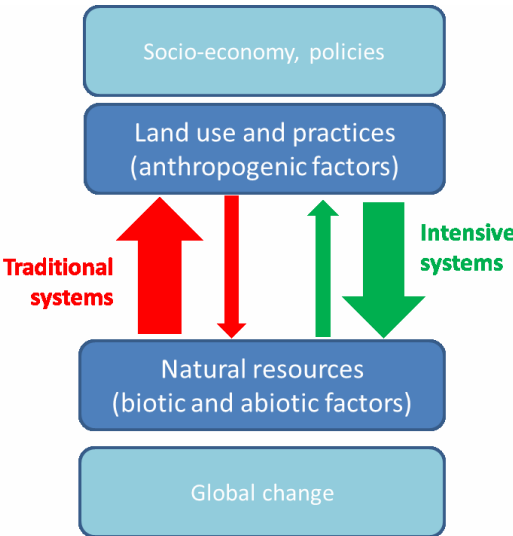 Socio-economy, policies
Land use and practices
(anthropogenic factors)
Traditional
systems
Intensive
systems
Natural resources
(biotic and abiotic factors)
Global change